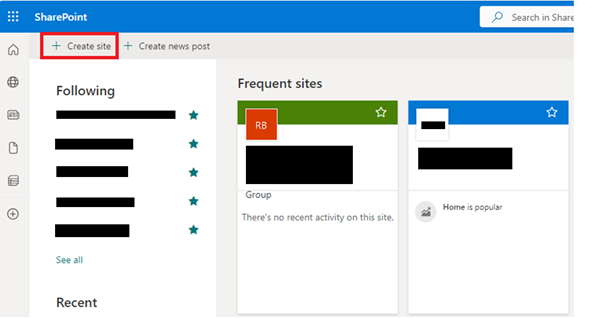 SharePoint
Search in Share
+ Create site + Create news post
Following
Frequent sites
RB
Group
There's no recent activity on this site.
Home is popular
See all
Recent